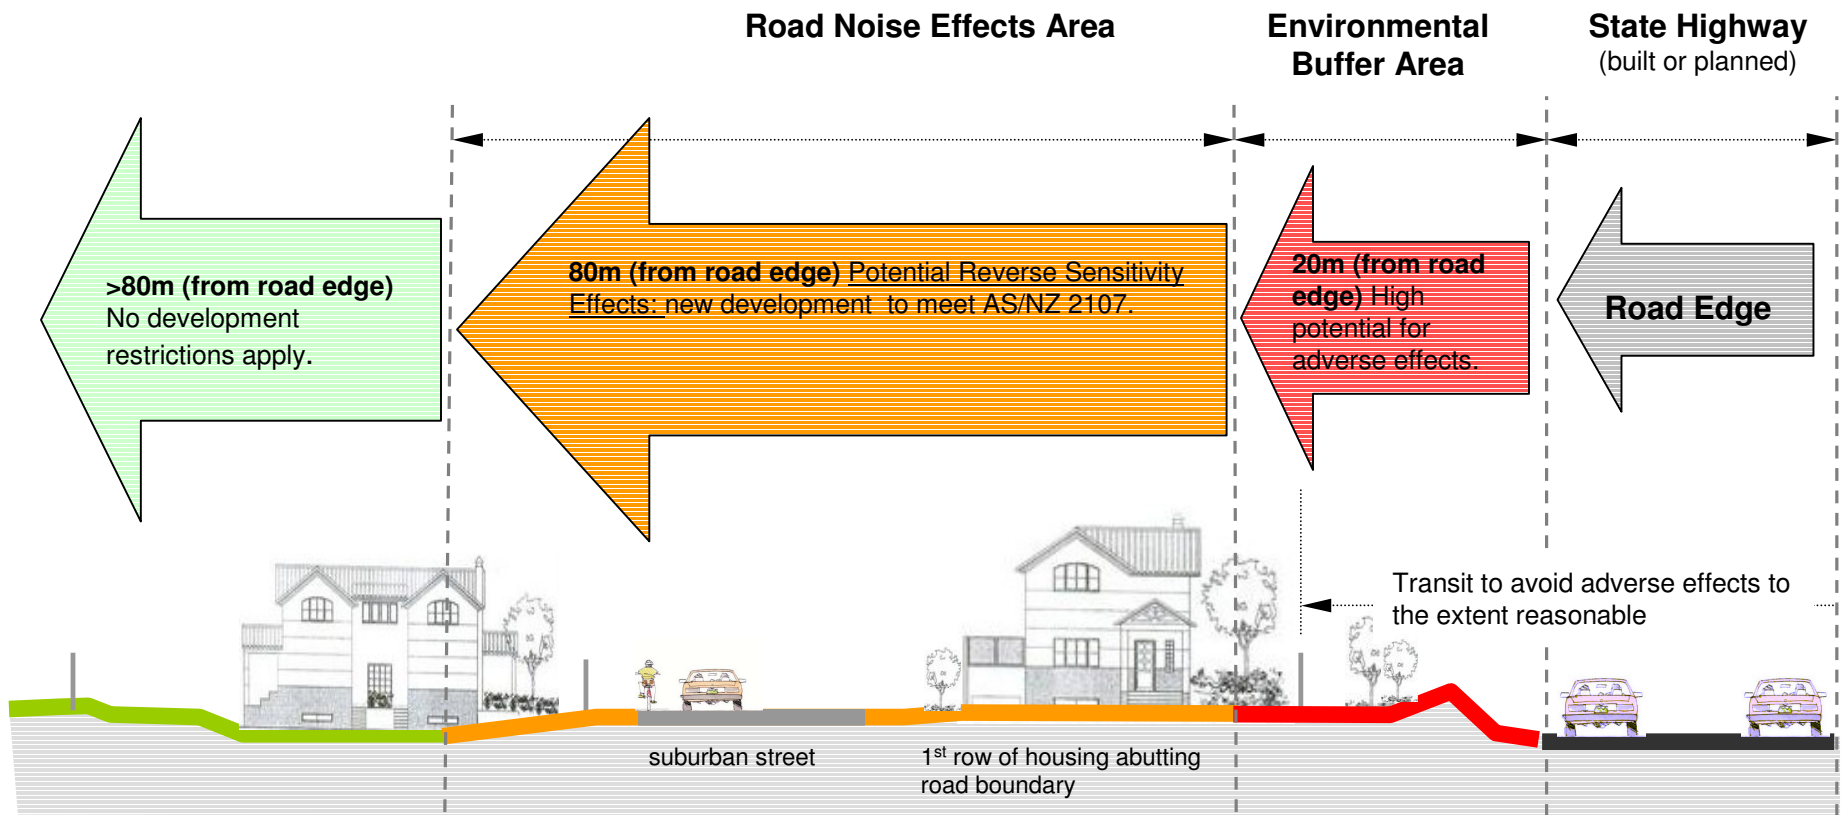 Road Noise Effects Area
Environmental
Buffer Area
State Highway
(built or planned)
>80m (from road edge)
No development
restrictions apply.
80m (from road edge) Potential Reverse Sensitivity
Effects: new development to meet AS/NZ 2107.
20m (from road
edge) High
potential for
adverse effects.
Road Edge
Transit to avoid adverse effects to
the extent reasonable
suburban street
1st row of housing abutting
road boundary